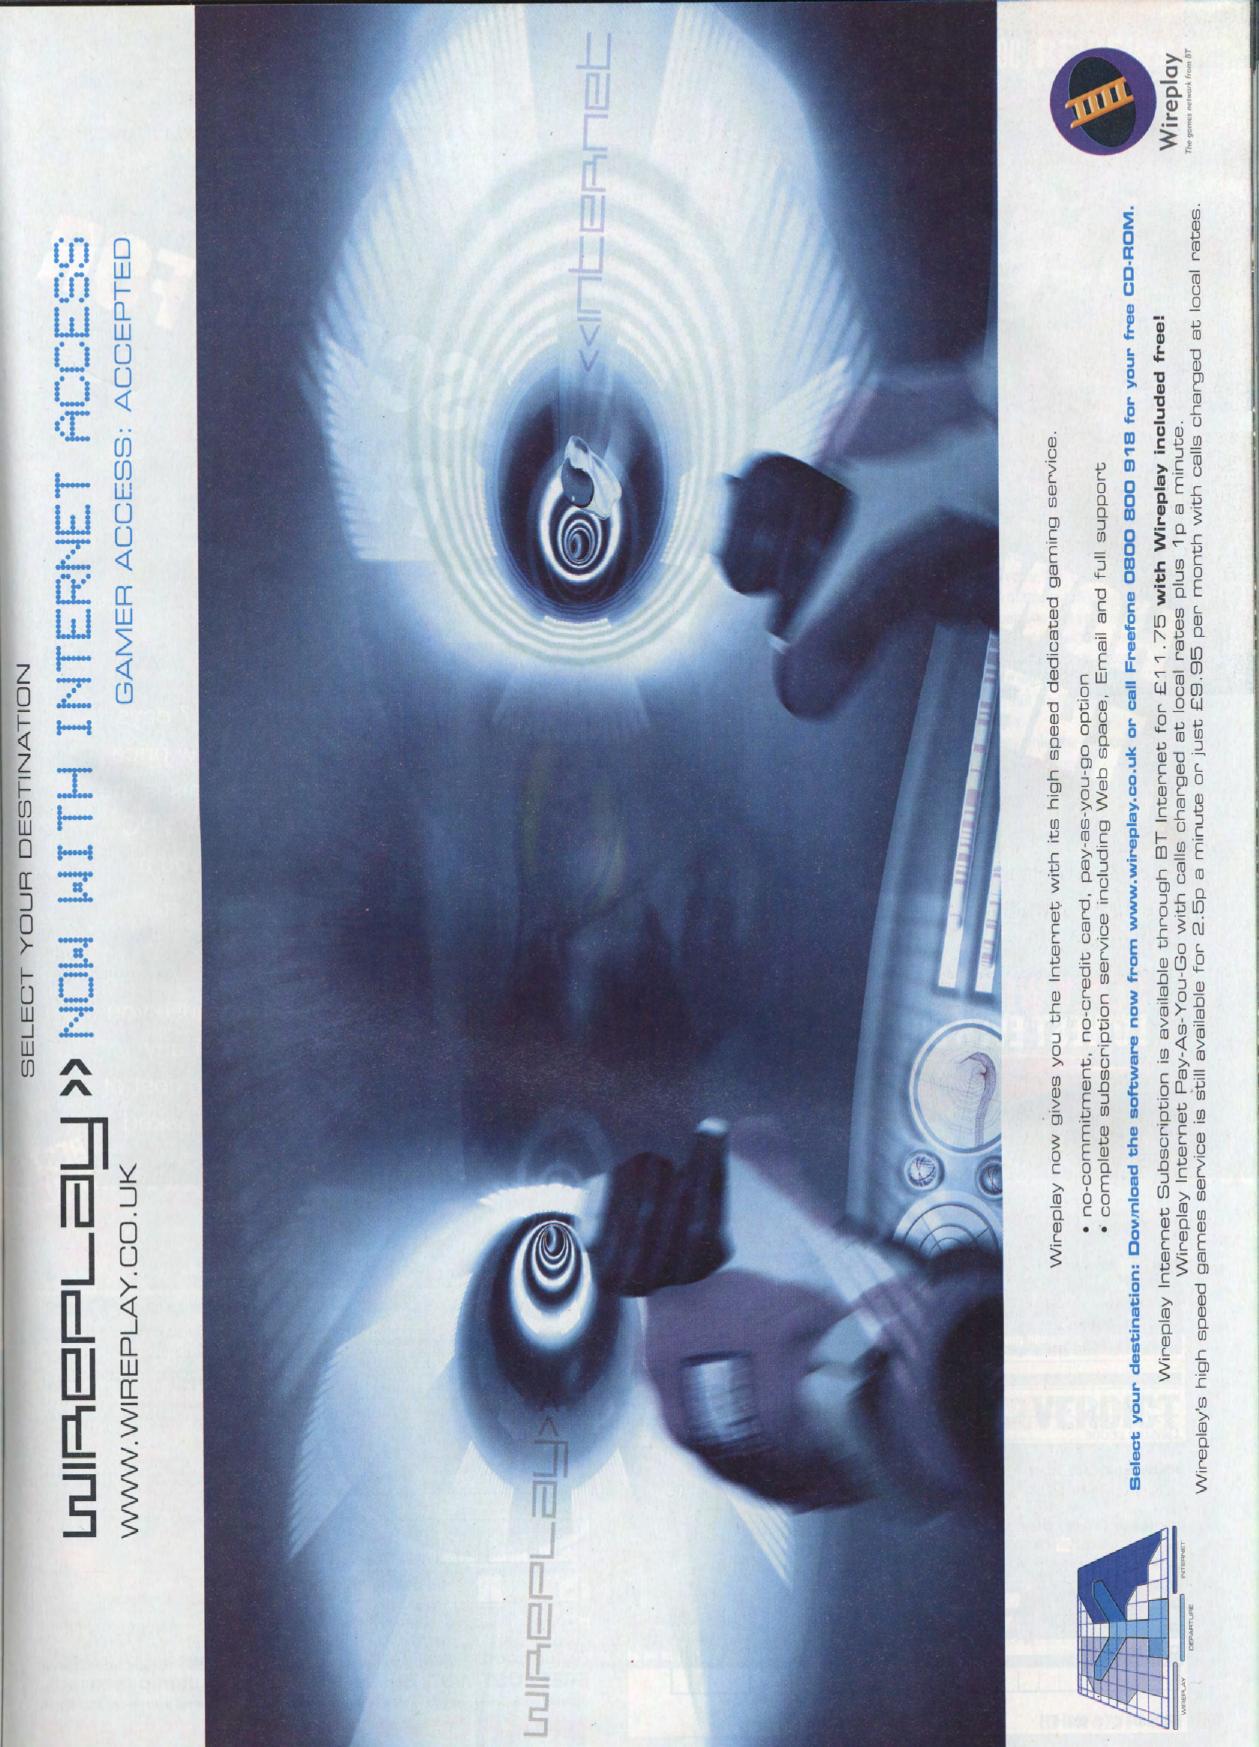 SELECT YOUR DESTINATION
WIREPLAY >> NOW WITH INTERNET ACCESS
WWW.WIREPLAY.CO.UK
GAMER ACCESS: ACCEPTED
WIREPLAY>>
<<INTERNET
Wireplay now gives you the Internet with its high speed dedicated gaming service.
• no-commitment, no-credit card, pay-as-you-go option
• complete subscription service including Web space, Email and full support
Select your destination: Download the software now from www.wireplay.co.uk or call Freefone 0800 800 918 for your free CD-ROM.
Wireplay Internet Subscription is available through BT Internet for £11.75 with Wireplay included free!
Wireplay Internet Pay-As-You-Go with calls charged at local rates plus 1p a minute.
Wireplay's high speed games service is still available for 2.5p a minute or just £9.95 per month with calls charged at local rates.
WIREPLAY
DEPARTURE
INTERNET
Wireplay
The games network from BT